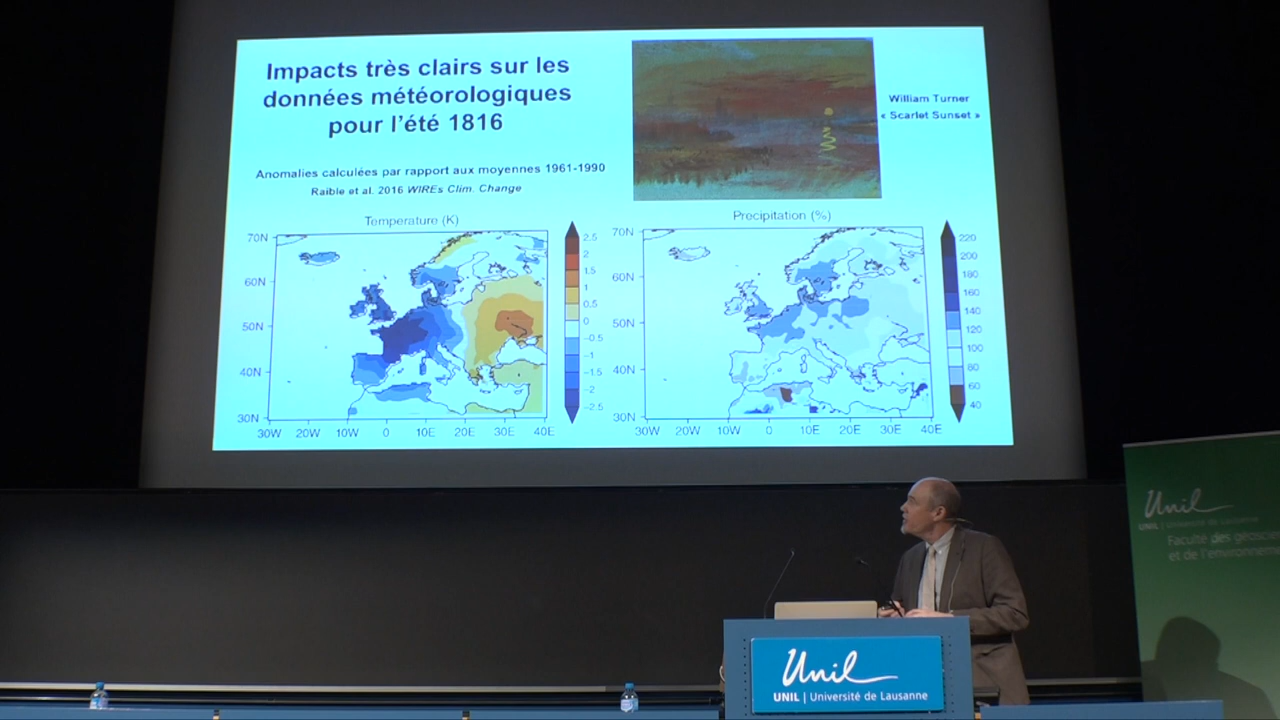 Impacts très clairs sur les
données météorologiques
pour l'été 1816
William Turner
« Scarlet Sunset »
Anomalies calculées par rapport aux moyennes 1961-1990
Raible et al. 2016 WIREs Clim. Change
Temperature (K)
70N
60N
50N
40N
30N
30W 20W 10W 0 10E 20E 30E 40E
2.5
2
1.5
1
0.5
0
−0.5
−1
−1.5
−2
−2.5
Precipitation (%)
70N
60N
50N
40N
30N
30W 20W 10W 0 10E 20E 30E 40E
220
200
180
160
140
120
100
80
60
40
Unil
UNIL | Université de Lausanne
Faculté des géoscie
et de l'environneme
Unil
UNIL | Université de Lausanne